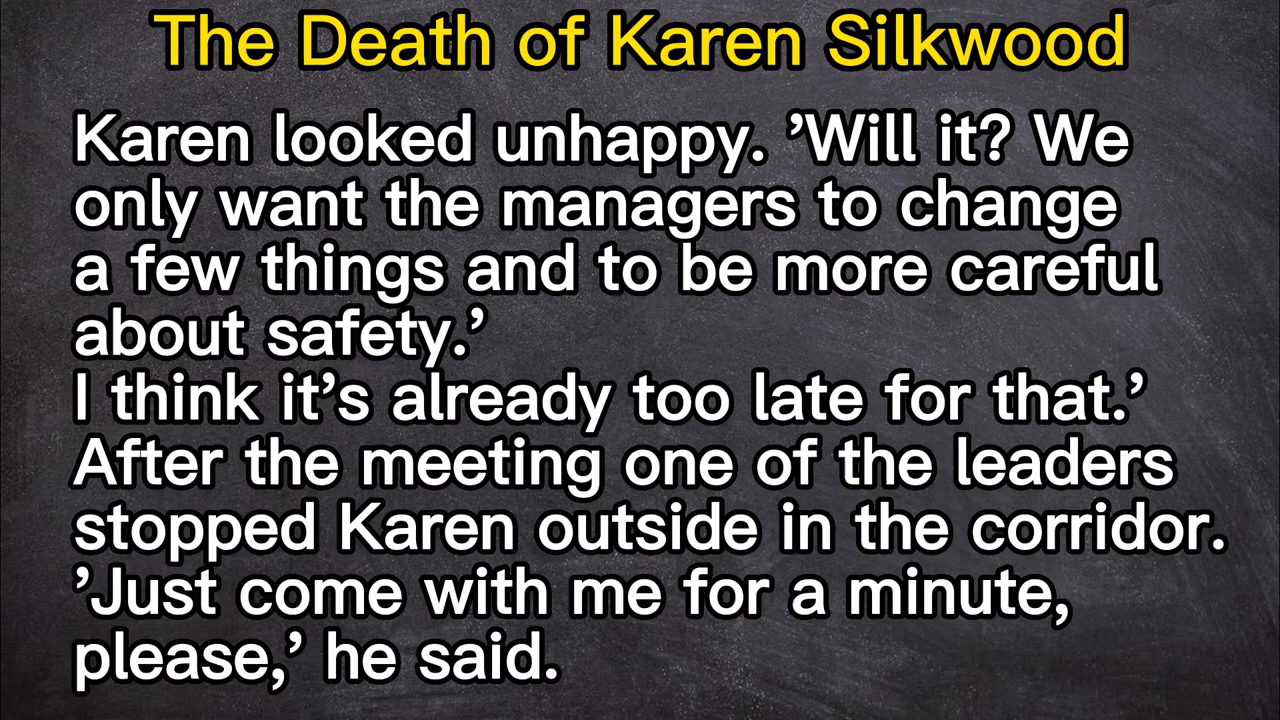 The Death of Karen Silkwood
Karen looked unhappy. ’Will it? We
only want the managers to change
a few things and to be more careful
about safety.’
I think it’s already too late for that.’
After the meeting one of the leaders
stopped Karen outside in the corridor.
’Just come with me for a minute,
please,’ he said.